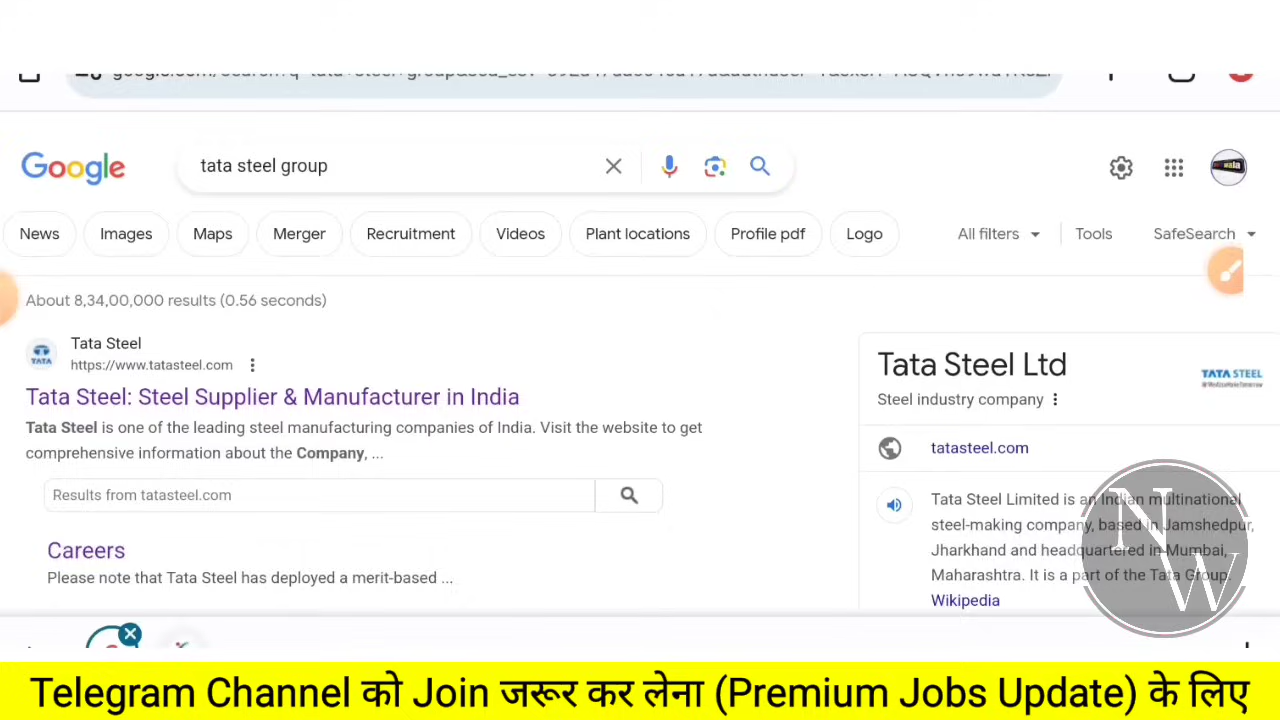 Google
tata steel group
News
Images
Maps
Merger
Recruitment
Videos
Plant locations
Profile pdf
Logo
All filters
Tools
SafeSearch
About 8,34,00,000 results (0.56 seconds)
TATA
Tata Steel
https://www.tatasteel.com
Tata Steel: Steel Supplier & Manufacturer in India
Tata Steel is one of the leading steel manufacturing companies of India. Visit the website to get
comprehensive information about the Company, ...
Results from tatasteel.com
Careers
Please note that Tata Steel has deployed a merit-based ...
Tata Steel Ltd
Steel industry company
TATA STEEL
tatasteel.com
Tata Steel Limited is an Indian multinational
steel-making company, based in Jamshedpur,
Jharkhand and headquartered in Mumbai,
Maharashtra. It is a part of the Tata Group.
Wikipedia
NW
Telegram Channel को Join जरूर कर लेना (Premium Jobs Update) के लिए